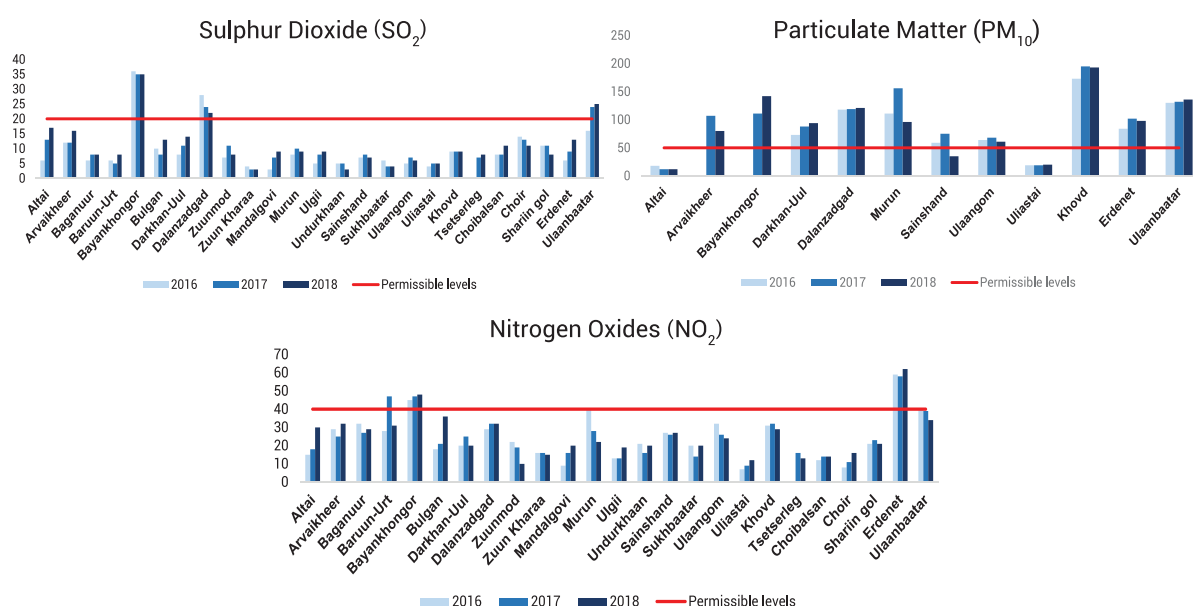 Sulphur Dioxide (SO2)
40
35
30
25
20
15
10
5
0
Altai
Arvaikheer
Baganuur
Baruun-Urt
Bayankhongor
Bulgan
Darkhan-Uul
Dalanzadgad
Zuunmod
Zuun Kharaa
Mandalgovi
Murun
Ulgii
Undurkhaan
Sainshand
Sukhbaatar
Ulaangom
Uliastai
Khovd
Tsetserleg
Choibalsan
Choir
Shariin gol
Erdenet
Ulaanbaatar
2016 2017 2018 Permissible levels
Particulate Matter (PM10)
250
200
150
100
50
0
Altai
Arvaikheer
Bayankhongor
Darkhan-Uul
Dalanzadgad
Murun
Sainshand
Ulaangom
Uliastai
Khovd
Erdenet
Ulaanbaatar
2016 2017 2018 Permissible levels
Nitrogen Oxides (NO2)
70
60
50
40
30
20
10
0
Altai
Arvaikheer
Baganuur
Baruun-Urt
Bayankhongor
Bulgan
Darkhan-Uul
Dalanzadgad
Zuunmod
Zuun Kharaa
Mandalgovi
Murun
Ulgii
Undurkhaan
Sainshand
Sukhbaatar
Ulaangom
Uliastai
Khovd
Tsetserleg
Choibalsan
Choir
Shariin gol
Erdenet
Ulaanbaatar
2016 2017 2018 Permissible levels